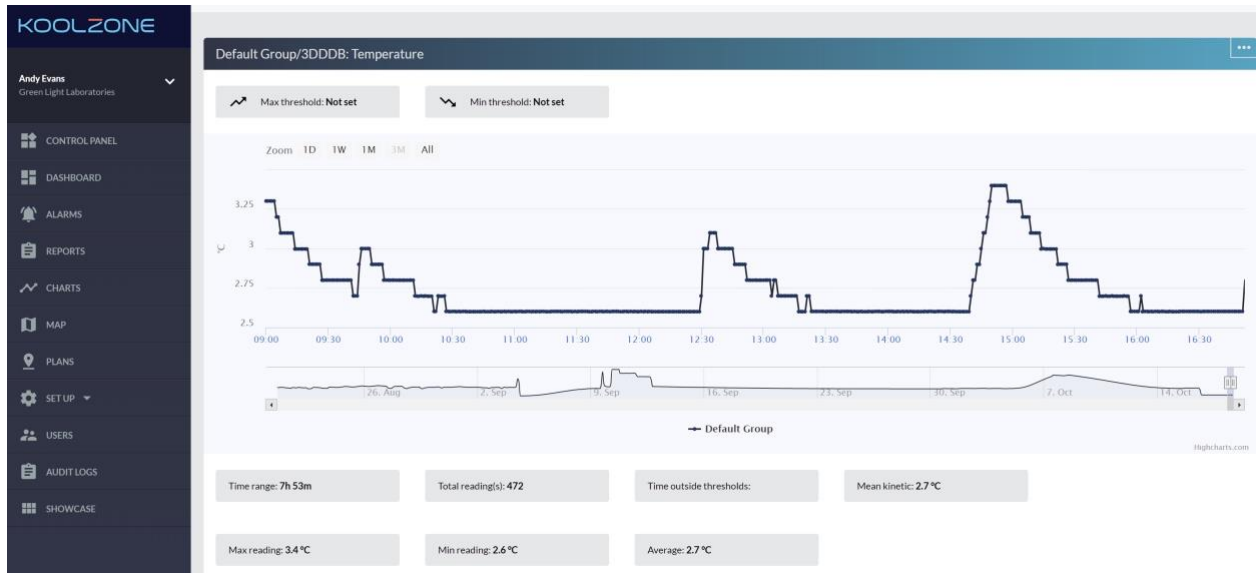 KOOLZONE
Andy Evans
Green Light Laboratories
CONTROL PANEL
DASHBOARD
ALARMS
REPORTS
CHARTS
MAP
PLANS
SET UP
USERS
AUDIT LOGS
SHOWCASE
Default Group/3DDDB: Temperature
Max threshold: Not set Min threshold: Not set
Zoom 1D 1W 1M 3M All
3.25
3
2.75
2.5
°C
09:00 09:30 10:00 10:30 11:00 11:30 12:00 12:30 13:00 13:30 14:00 14:30 15:00 15:30 16:00 16:30
26. Aug 2. Sep 9. Sep 16. Sep 23. Sep 30. Sep 7. Oct 14. Oct
Default Group
Highcharts.com
Time range: 7h 53m Total reading(s): 472 Time outside thresholds: Mean kinetic: 2.7 °C
Max reading: 3.4 °C Min reading: 2.6 °C Average: 2.7 °C